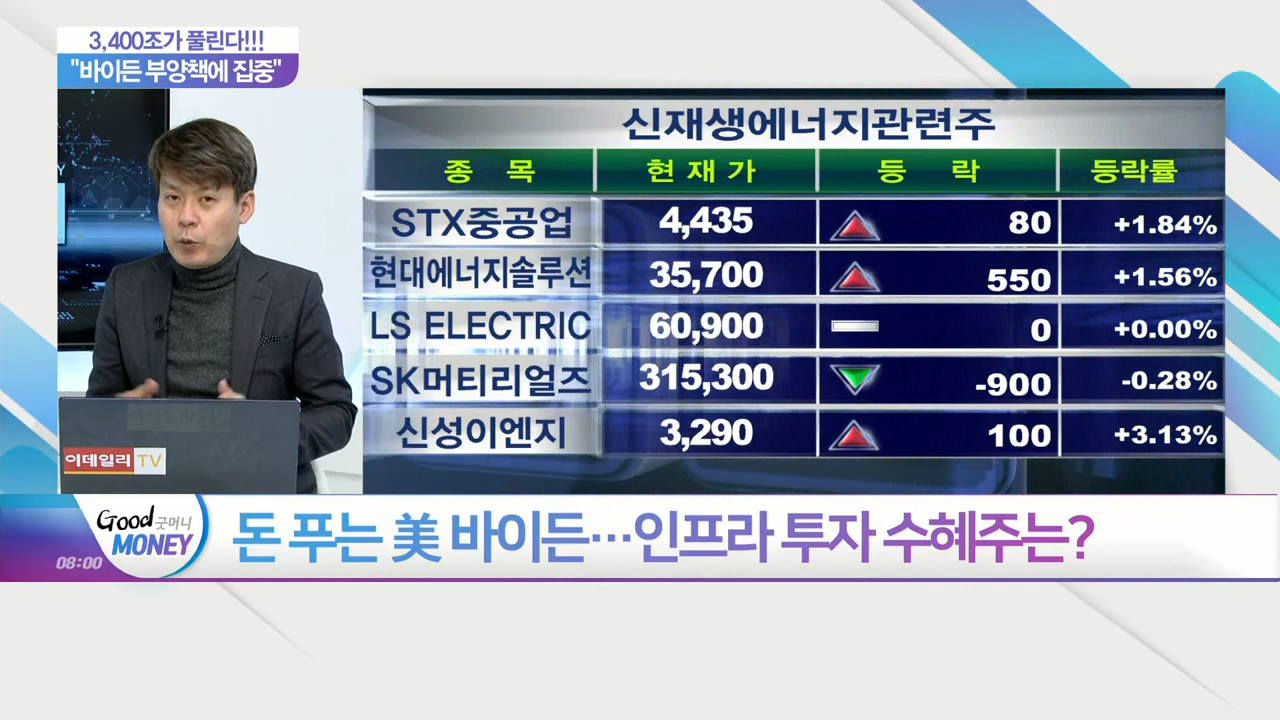 3,400조가 풀린다!!!
"바이든 부양책에 집중"
신재생에너지관련주
종 목 현 재 가 등 락 등락률
STX중공업 4,435 80 +1.84%
현대에너지솔루션 35,700 550 +1.56%
LS ELECTRIC 60,900 0 +0.00%
SK머티리얼즈 315,300 -900 -0.28%
신성이엔지 3,290 100 +3.13%
이데일리 TV
Good 굿머니
MONEY
08:00
돈 푸는 美 바이든…인프라 투자 수혜주는?